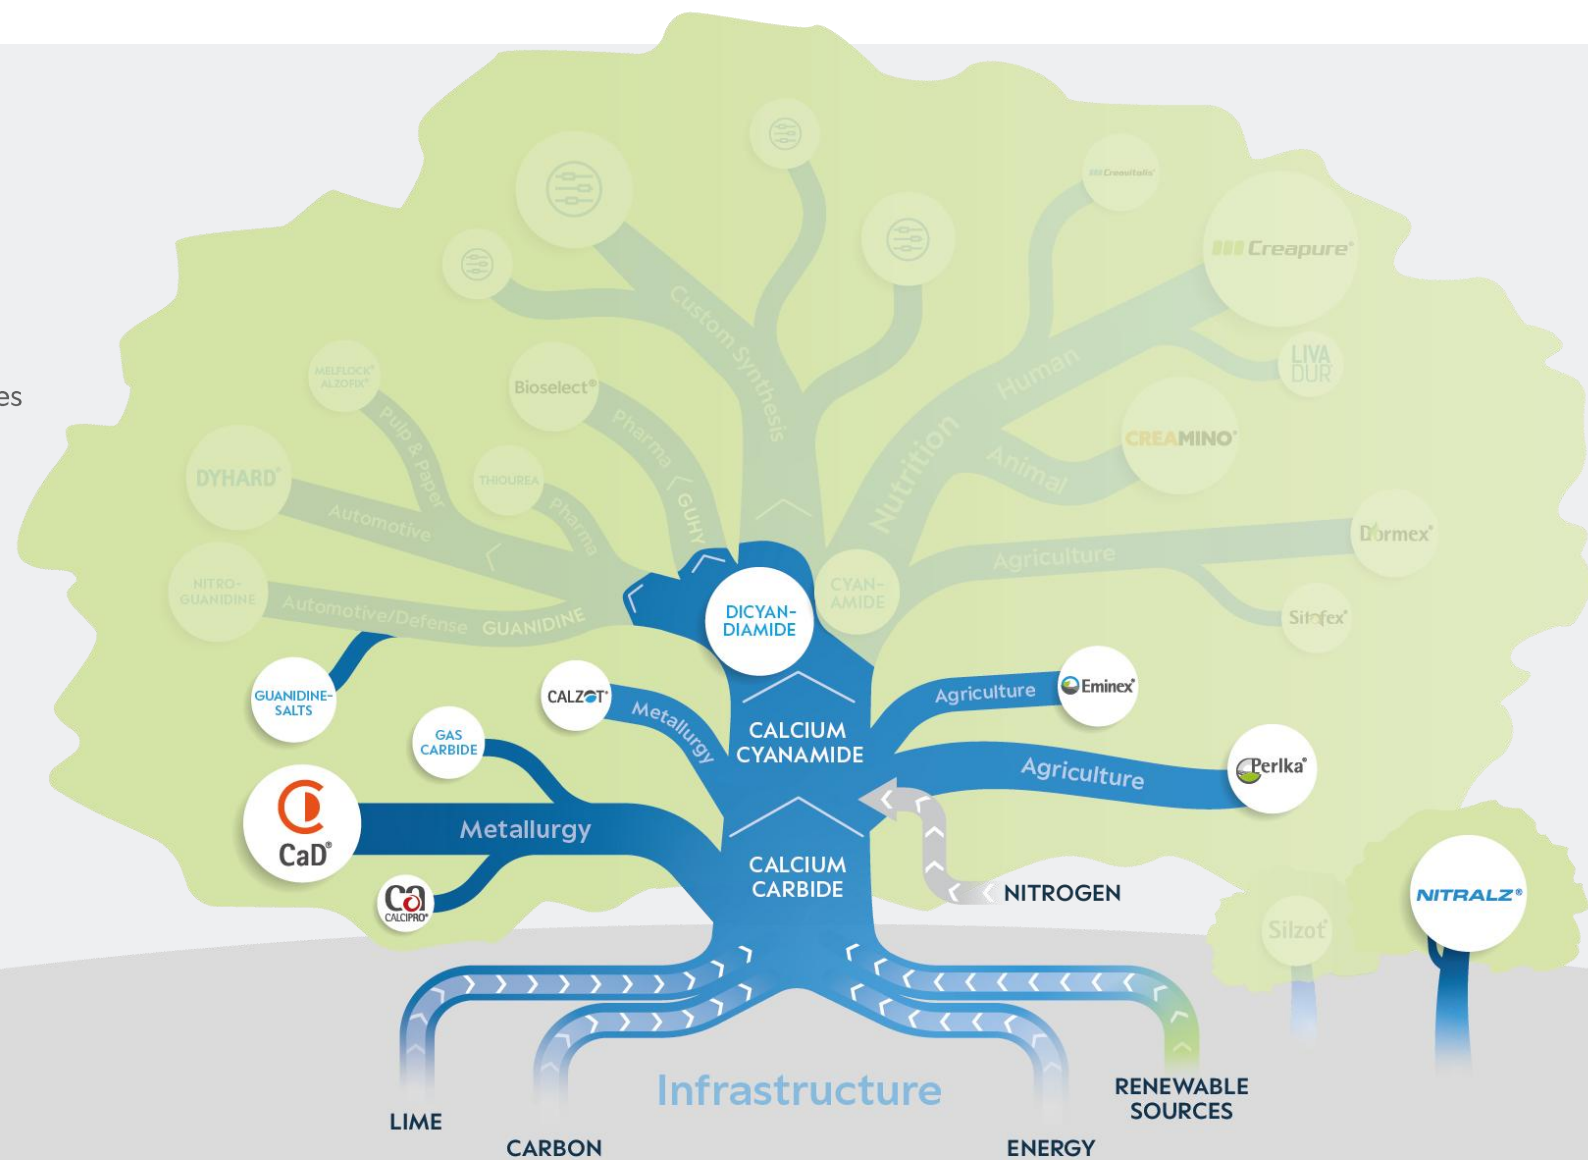 es
Creavitalis®
Creapure®
LIVA
DUR®
Custom Synthesis
Human
MELFLOCK®
ALZOFIX®
Bioselect®
Pulp & Paper
Pharma
CREAMINO®
Nutrition
Animal
DYHARD®
THIOUREA
GUHY
Automotive
Pharma
Dormex®
Agriculture
NITRO-
GUANIDINE
CYAN-
AMIDE
Automotive/Defense
GUANIDINE
DICYAN-
DIAMIDE
Sitofex®
GUANIDINE-
SALTS
CALZOT®
Metallurgy
Agriculture
Eminex®
GAS
CARBIDE
CALCIUM
CYANAMIDE
Agriculture
Perlka®
CaD®
Metallurgy
CALCIUM
CARBIDE
NITROGEN
Ca
CALCIPRO®
NITRALZ®
Silzot®
Infrastructure
RENEWABLE
SOURCES
LIME
CARBON
ENERGY